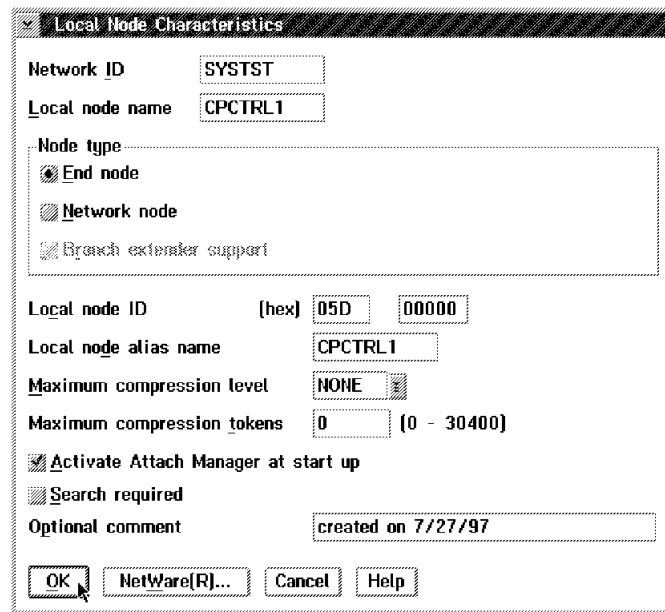 Local Node Characteristics
Network ID SYSTST
Local node name CPCTRL1
Node type
End node
Network node
Branch extender support
Local node ID (hex) 05D 00000
Local node alias name CPCTRL1
Maximum compression level NONE
Maximum compression tokens 0 (0 - 30400)
Activate Attach Manager at start up
Search required
Optional comment created on 7/27/97
OK NetWare(R)... Cancel Help